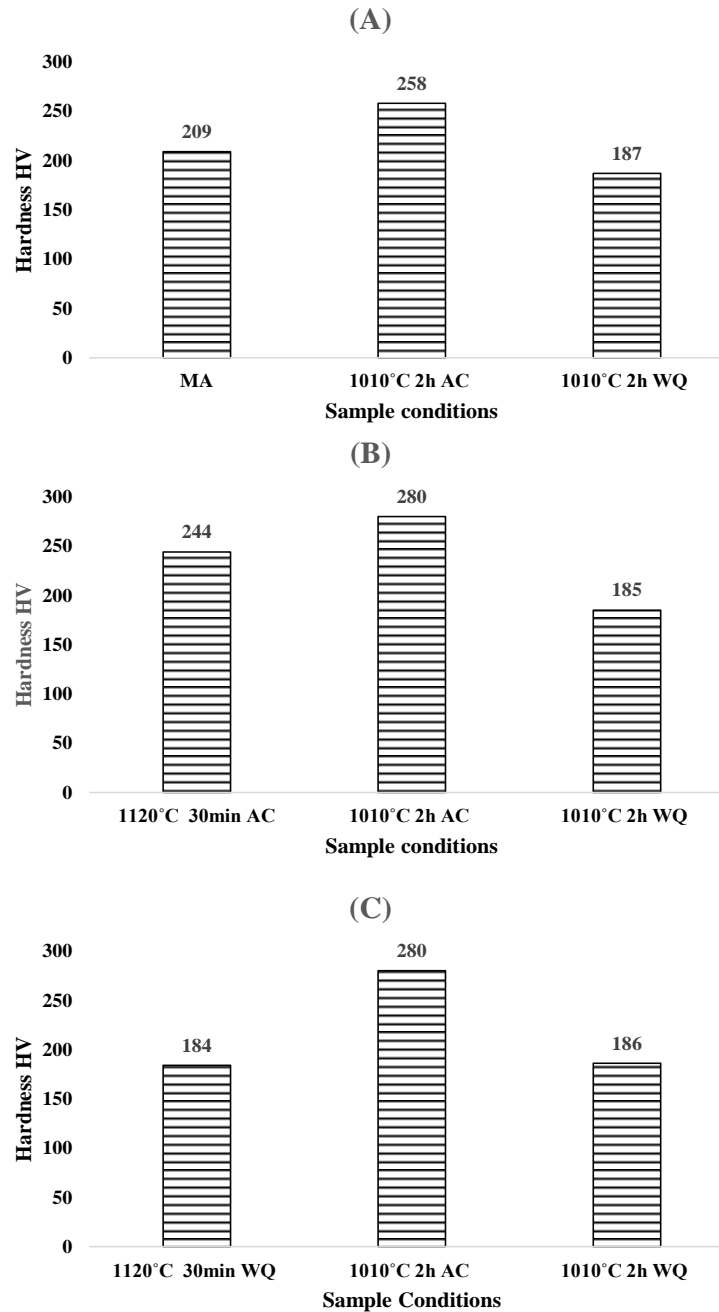 (A)
Hardness HV
300
250
200
150
100
50
0
209
258
187
MA
1010˚C 2h AC
1010˚C 2h WQ
Sample conditions
(B)
Hardness HV
300
250
200
150
100
50
0
244
280
185
1120˚C 30min AC
1010˚C 2h AC
1010˚C 2h WQ
Sample conditions
(C)
Hardness HV
300
250
200
150
100
50
0
184
280
186
1120˚C 30min WQ
1010˚C 2h AC
1010˚C 2h WQ
Sample Conditions